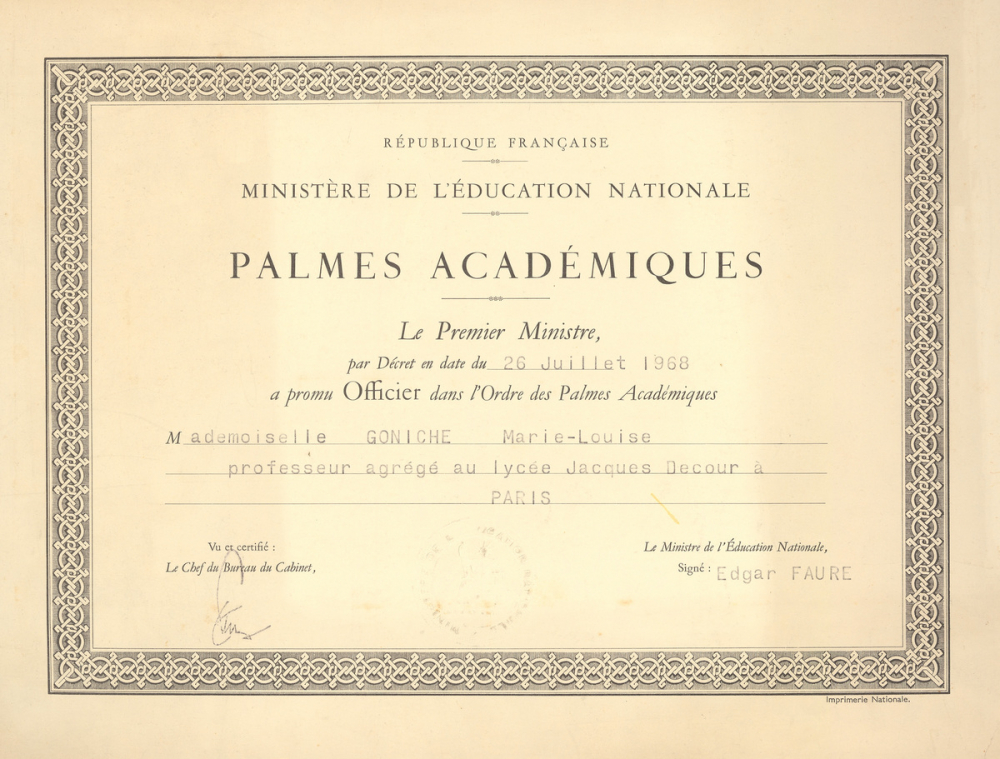 RÉPUBLIQUE FRANÇAISE
MINISTÈRE DE L'ÉDUCATION NATIONALE
PALMES ACADÉMIQUES
Le Premier Ministre,
par Décret en date du 26 Juillet 1968
a promu Officier dans l'Ordre des Palmes Académiques
Mademoiselle GONICHE Marie-Louise
professeur agrégé au lycée Jacques Decour à
PARIS
Vu et certifié :
Le Chef du Bureau du Cabinet,
Le Ministre de l'Éducation Nationale,
Signé : Edgar FAURE
Imprimerie Nationale.